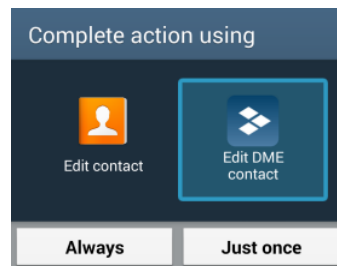 Complete action using
Edit contact
Edit DME
contact
Always
Just once